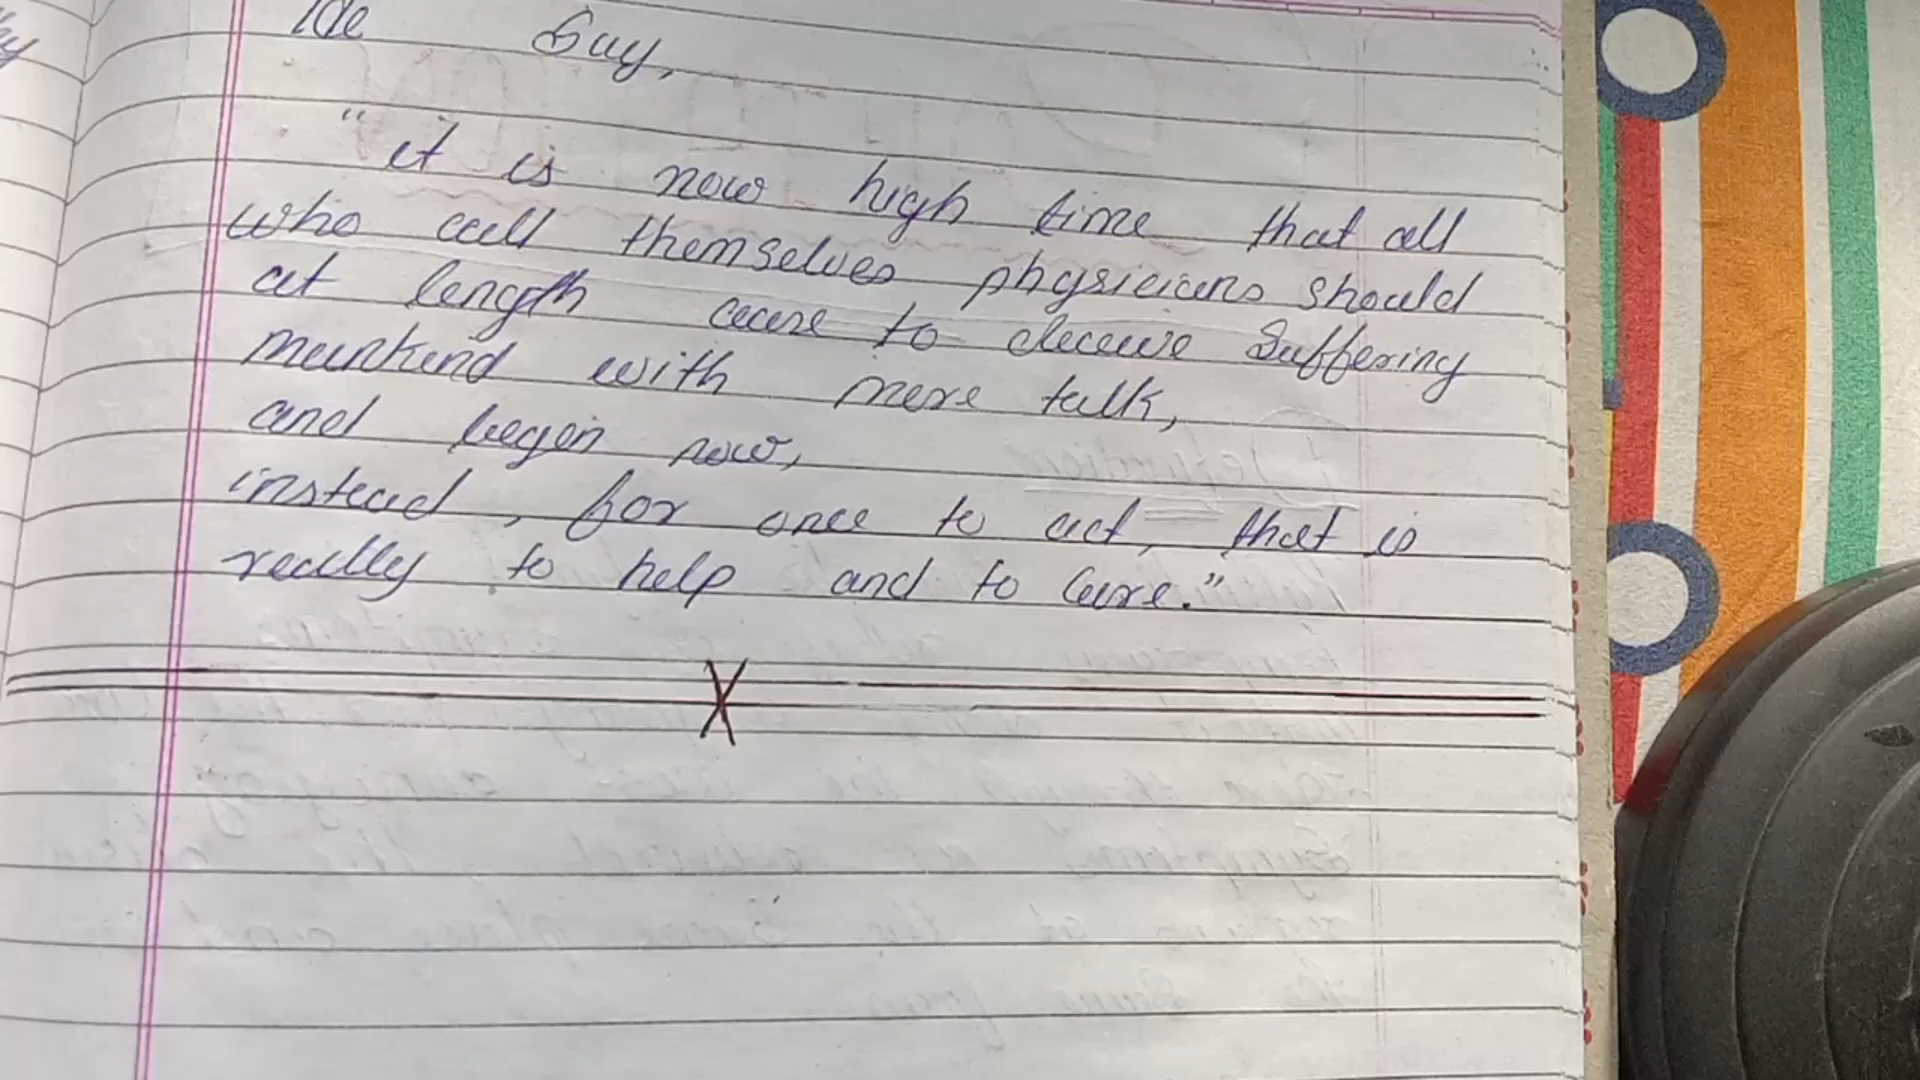 Say,
"it is now high time that all
who call themselves physicians should
at length cease to deceive Suffering
mankind with mere talk,
and began now,
instead, for once to act, that is
really to help and to Cure."
X